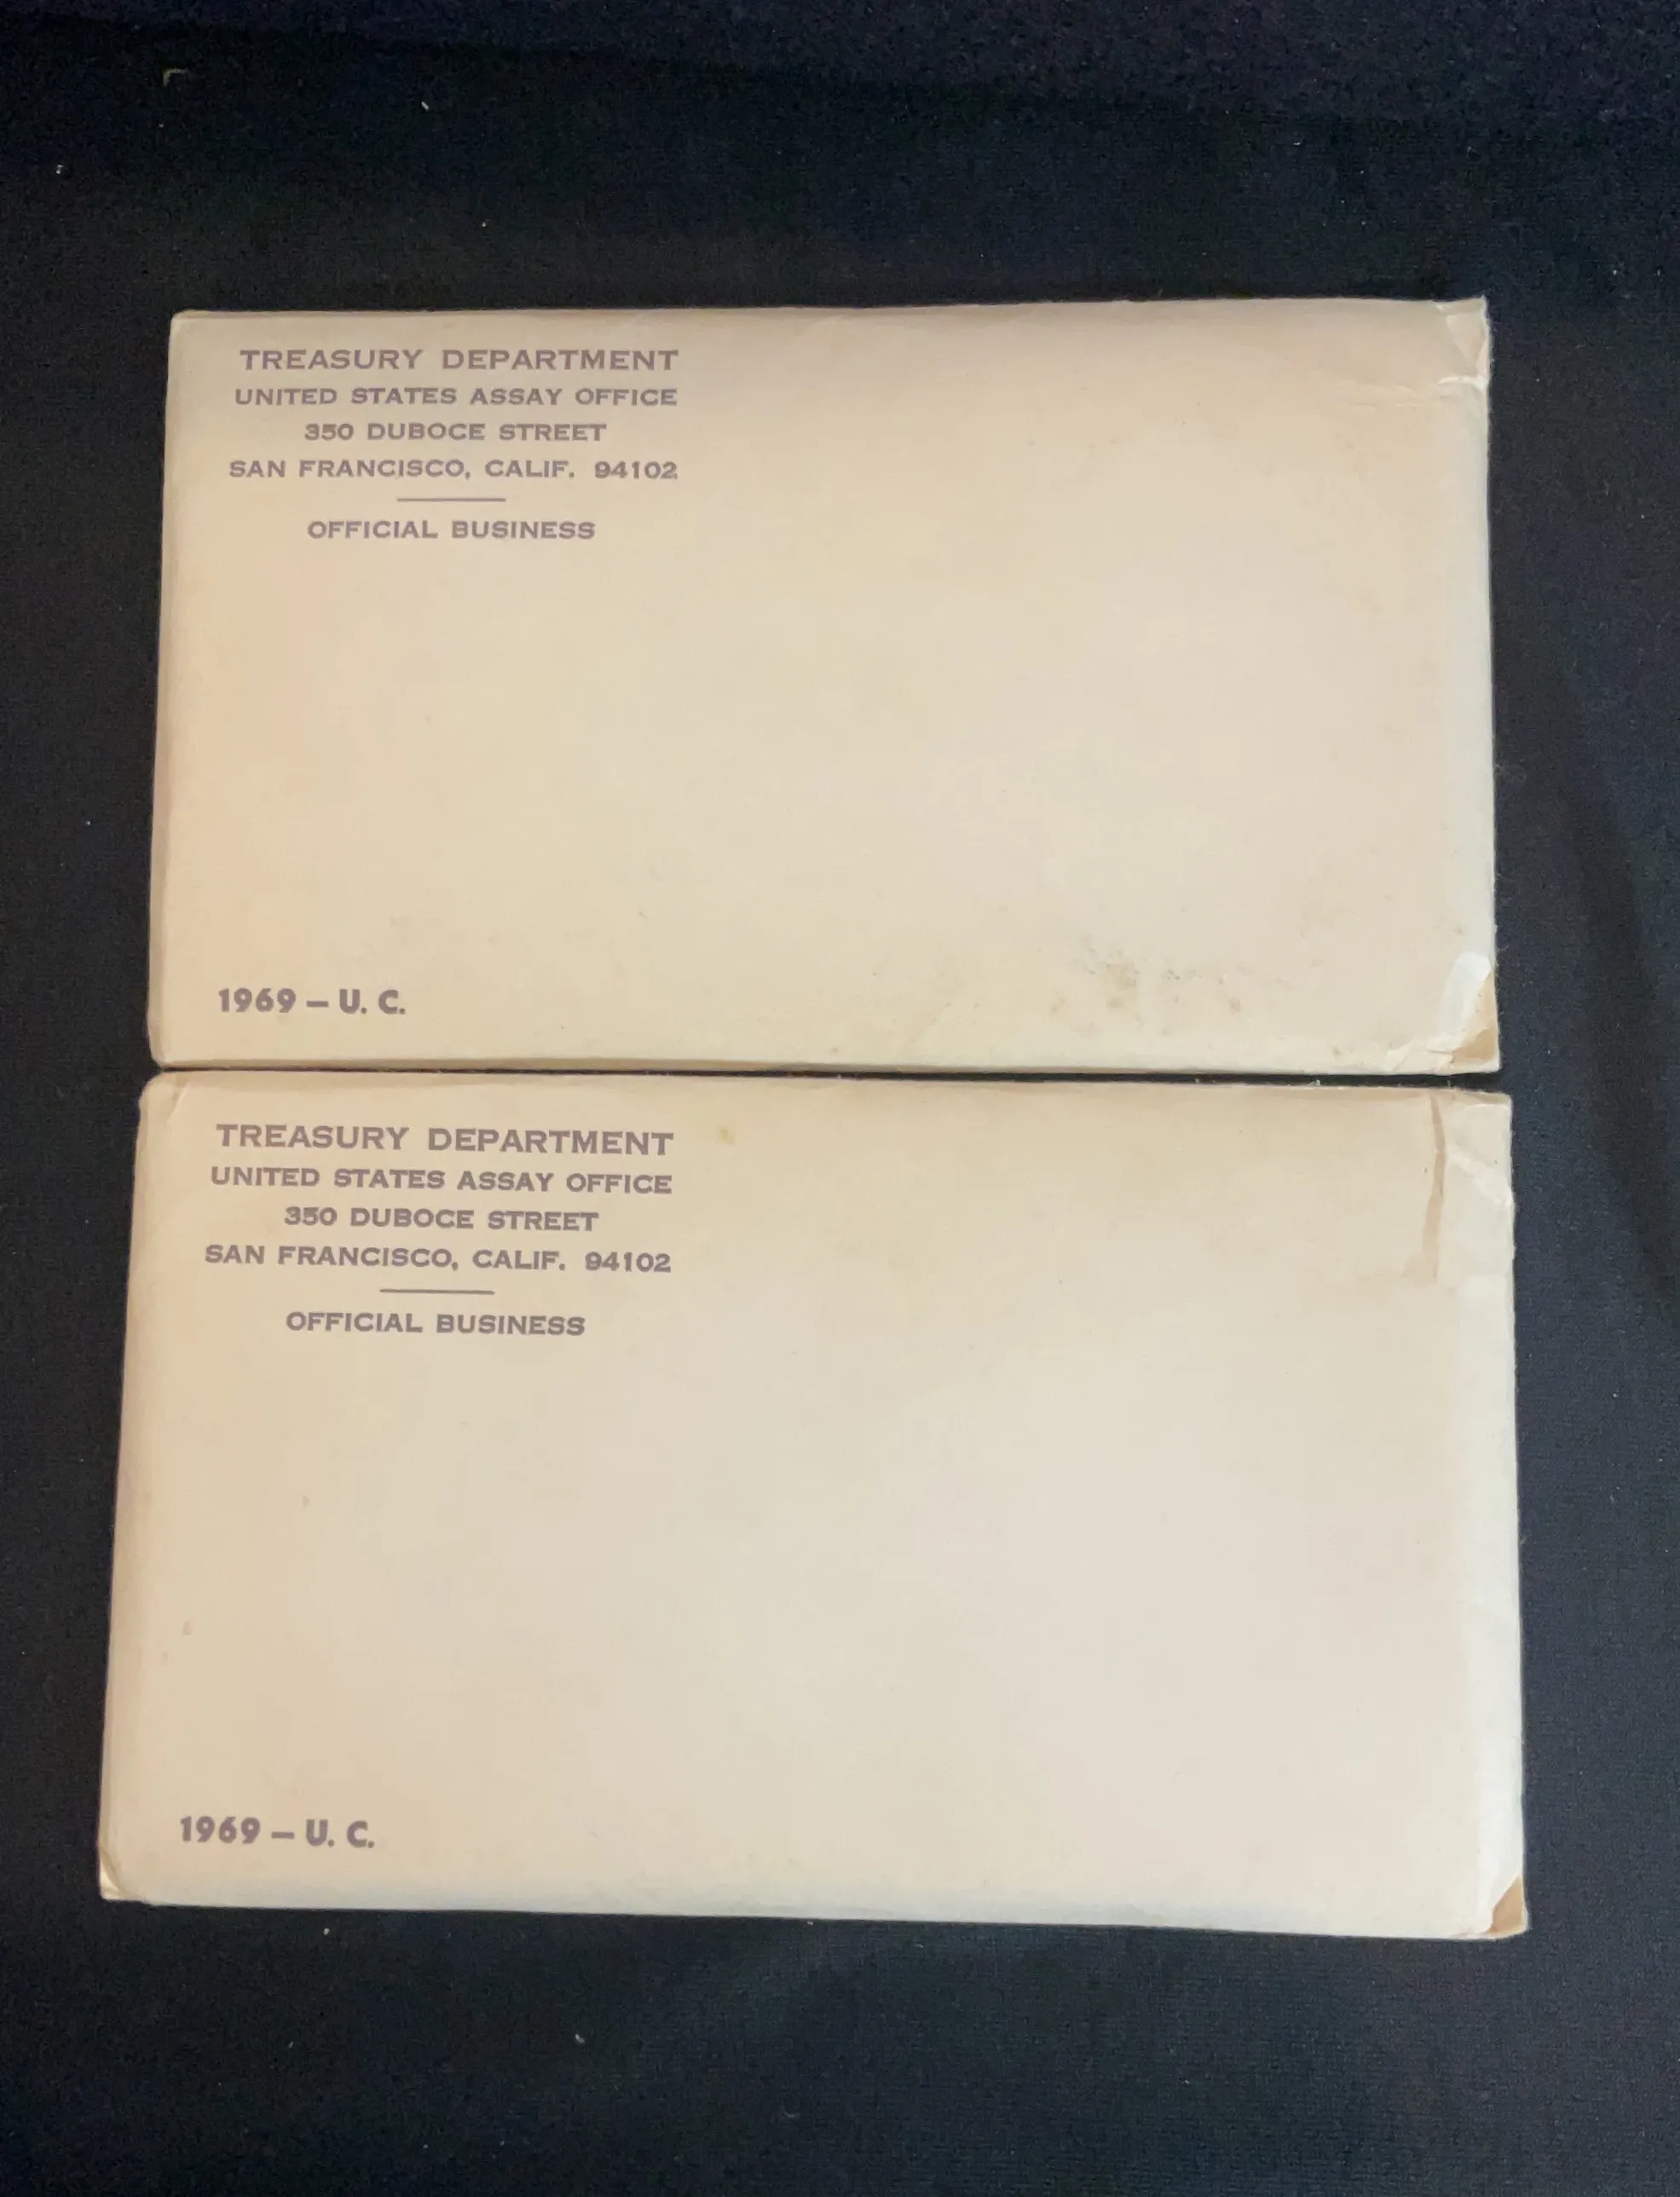 TREASURY DEPARTMENT
UNITED STATES ASSAY OFFICE
350 DUBOCE STREET
SAN FRANCISCO, CALIF. 94102
OFFICIAL BUSINESS
1969 – U. C.
TREASURY DEPARTMENT
UNITED STATES ASSAY OFFICE
350 DUBOCE STREET
SAN FRANCISCO, CALIF. 94102
OFFICIAL BUSINESS
1969 – U. C.